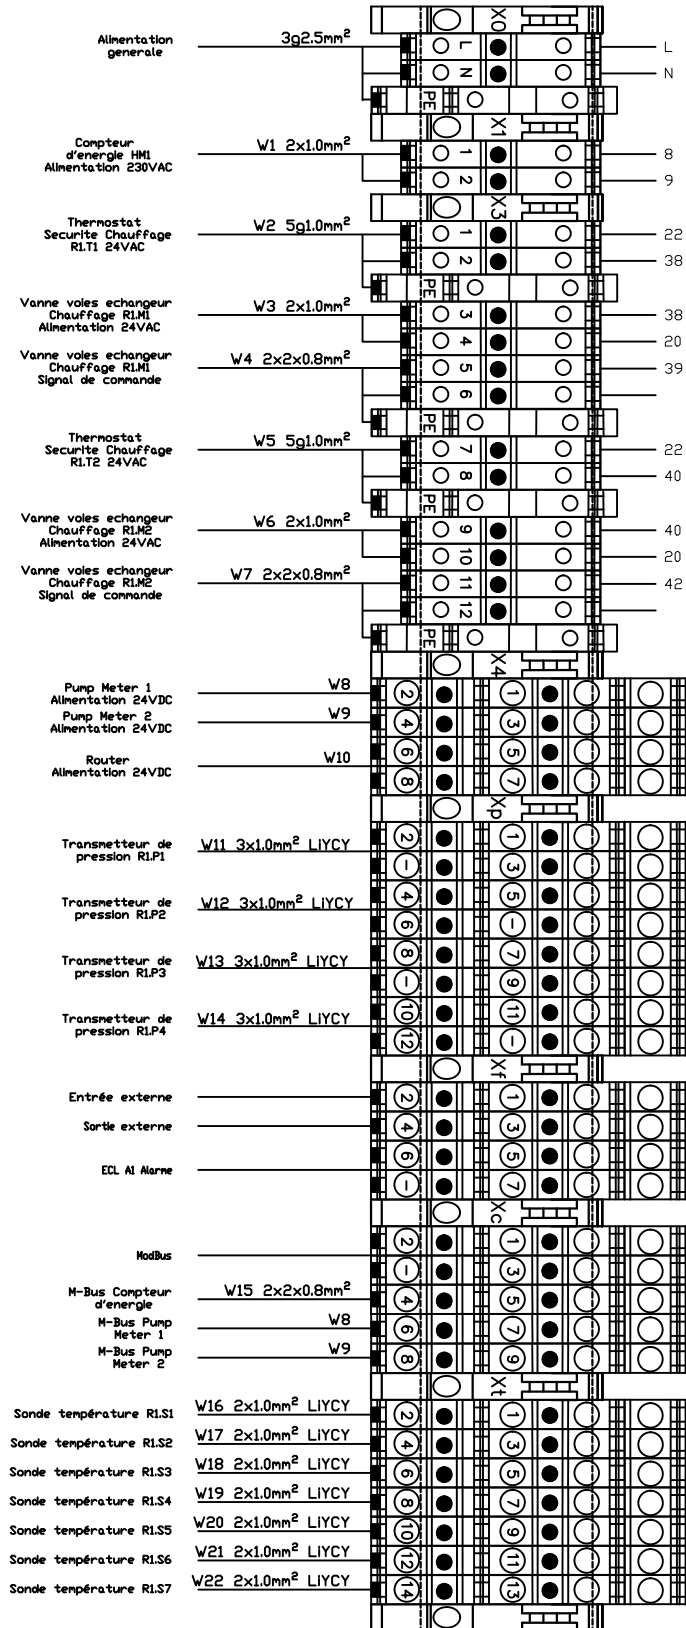 X0
Alimentation
generale
3g2.5mm²
L
L
N
N
PE
X1
Compteur
d'energie HM1
Alimentation 230VAC
W1 2x1.0mm²
1
8
2
9
X3
Thermostat
Securite Chauffage
R1.T1 24VAC
W2 5g1.0mm²
1
22
2
38
PE
Vanne voies echangeur
Chauffage R1.M1
Alimentation 24VAC
W3 2x1.0mm²
3
38
4
20
Vanne voies echangeur
Chauffage R1.M1
Signal de commande
W4 2x2x0.8mm²
5
39
6
PE
Thermostat
Securite Chauffage
R1.T2 24VAC
W5 5g1.0mm²
7
22
8
40
PE
Vanne voies echangeur
Chauffage R1.M2
Alimentation 24VAC
W6 2x1.0mm²
9
40
10
20
Vanne voies echangeur
Chauffage R1.M2
Signal de commande
W7 2x2x0.8mm²
11
42
12
PE
X4
Pump Meter 1
Alimentation 24VDC
W8
2 1
Pump Meter 2
Alimentation 24VDC
W9
4 3
Router
Alimentation 24VDC
W10
6 5
8 7
Xp
Transmetteur de
pression R1.P1
W11 3x1.0mm² LiYCY
2 1
- 3
Transmetteur de
pression R1.P2
W12 3x1.0mm² LiYCY
4 5
6 -
Transmetteur de
pression R1.P3
W13 3x1.0mm² LiYCY
8 7
- 9
Transmetteur de
pression R1.P4
W14 3x1.0mm² LiYCY
10 11
12 -
Xf
Entrée externe
2 1
Sortie externe
4 3
ECL A1 Alarme
6 5
- 7
Xc
ModBus
2 1
- 3
M-Bus Compteur
d'energie
W15 2x2x0.8mm²
4 5
M-Bus Pump
Meter 1
W8
6 7
M-Bus Pump
Meter 2
W9
8 9
Xt
Sonde température R1.S1
W16 2x1.0mm² LiYCY
2 1
Sonde température R1.S2
W17 2x1.0mm² LiYCY
4 3
Sonde température R1.S3
W18 2x1.0mm² LiYCY
6 5
Sonde température R1.S4
W19 2x1.0mm² LiYCY
8 7
Sonde température R1.S5
W20 2x1.0mm² LiYCY
10 9
Sonde température R1.S6
W21 2x1.0mm² LiYCY
12 11
Sonde température R1.S7
W22 2x1.0mm² LiYCY
14 13